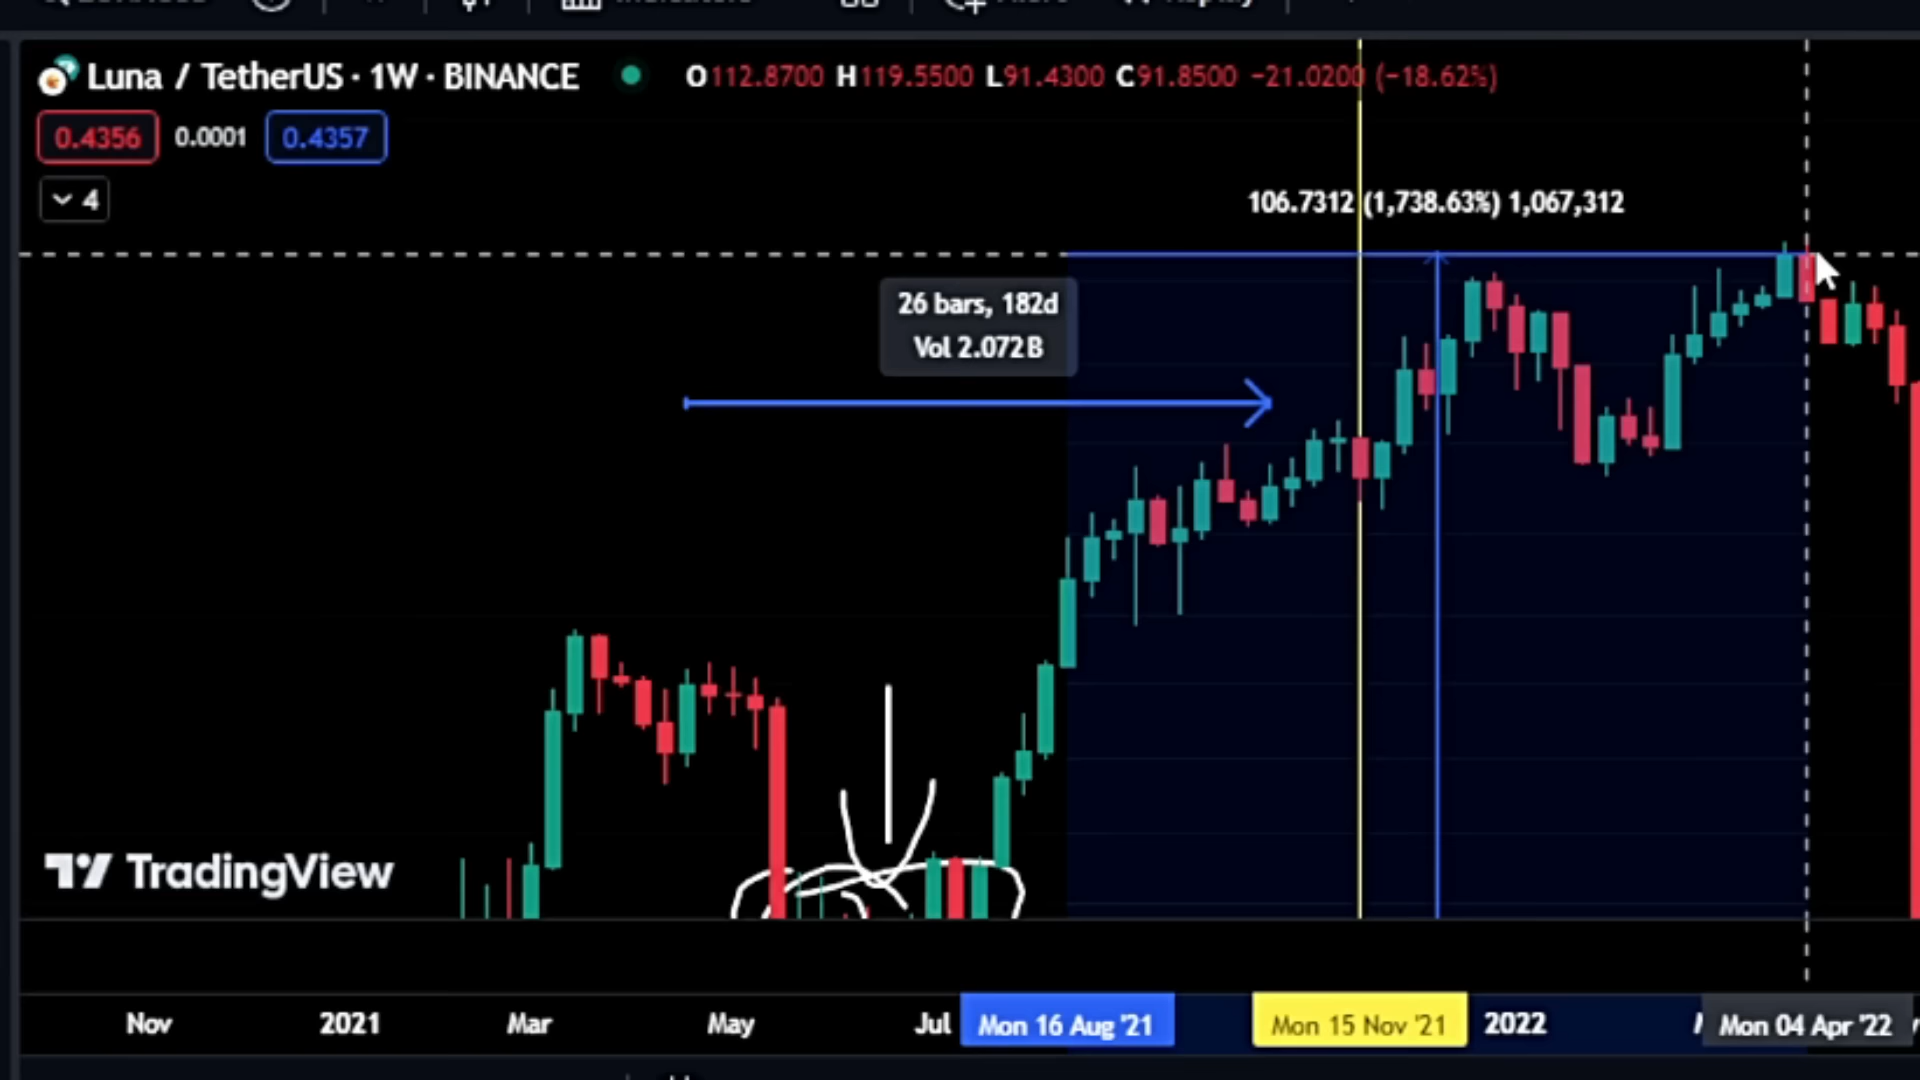 Luna / TetherUS · 1W · BINANCE O112.8700 H119.5500 L91.4300 C91.8500 −21.0200 (−18.62%)
0.4356 0.0001 0.4357
4
106.7312 (1,738.63%) 1,067,312
26 bars, 182d
Vol 2.072B
TradingView
Nov 2021 Mar May Jul Mon 16 Aug '21 Mon 15 Nov '21 2022 Mon 04 Apr '22